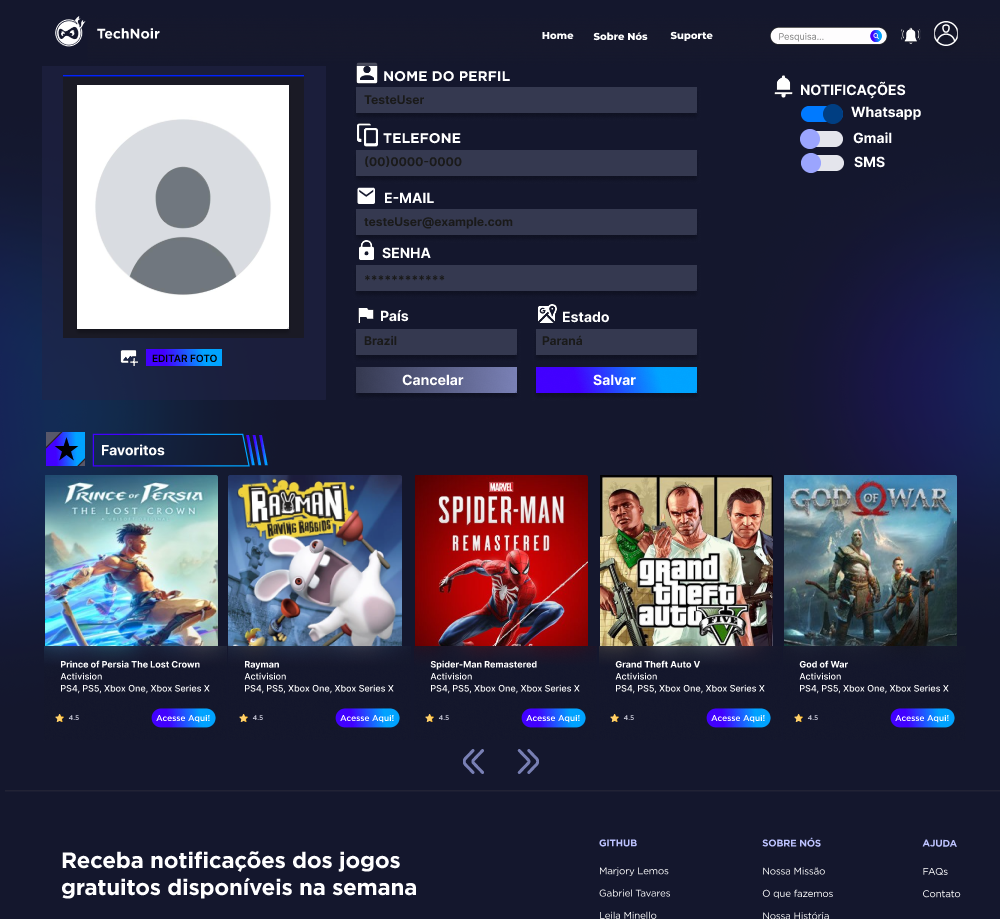 TechNoir
Home
Sobre Nós
Suporte
Pesquisa...
NOME DO PERFIL
TesteUser
TELEFONE
(00)0000-0000
E-MAIL
testeUser@example.com
SENHA
************
País
Brazil
Estado
Paraná
Cancelar
Salvar
EDITAR FOTO
NOTIFICAÇÕES
Whatsapp
Gmail
SMS
Favoritos
PRINCE OF PERSIA
THE LOST CROWN
RAYMAN
RAVING RABBIDS
MARVEL
SPIDER-MAN
REMASTERED
grand
theft
auto
V
FIVE
GOD OF WAR
Prince of Persia The Lost Crown
Activision
PS4, PS5, Xbox One, Xbox Series X
4.5
Acesse Aqui!
Rayman
Activision
PS4, PS5, Xbox One, Xbox Series X
4.5
Acesse Aqui!
Spider-Man Remastered
Activision
PS4, PS5, Xbox One, Xbox Series X
4.5
Acesse Aqui!
Grand Theft Auto V
Activision
PS4, PS5, Xbox One, Xbox Series X
4.5
Acesse Aqui!
God of War
Activision
PS4, PS5, Xbox One, Xbox Series X
4.5
Acesse Aqui!
Receba notificações dos jogos
gratuitos disponíveis na semana
GITHUB
Marjory Lemos
Gabriel Tavares
Leila Minello
SOBRE NÓS
Nossa Missão
O que fazemos
Nossa História
AJUDA
FAQs
Contato